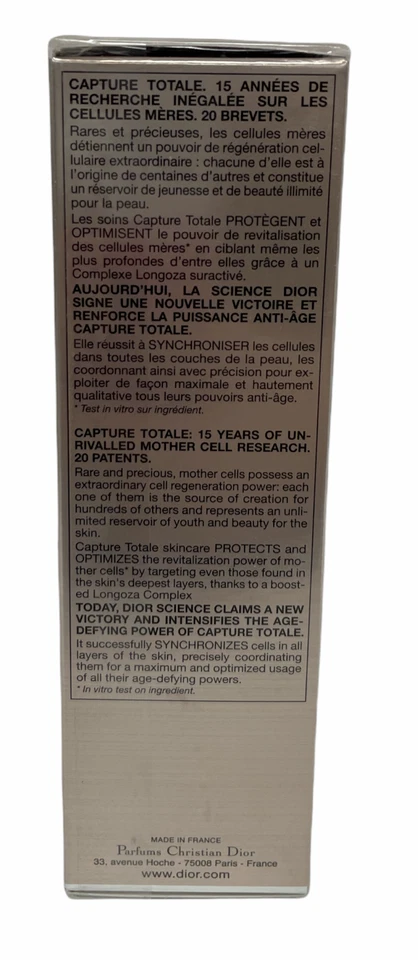 CAPTURE TOTALE. 15 ANNÉES DE
RECHERCHE INÉGALÉE SUR LES
CELLULES MÈRES. 20 BREVETS.
Rares et précieuses, les cellules mères
détiennent un pouvoir de régénération cel-
lulaire extraordinaire : chacune d'elle est à
l'origine de centaines d'autres et constitue
un réservoir de jeunesse et de beauté illimité
pour la peau.
Les soins Capture Totale PROTÈGENT et
OPTIMISENT le pouvoir de revitalisation
des cellules mères* en ciblant même les
plus profondes d'entre elles grâce à un
Complexe Longoza suractivé.
AUJOURD'HUI, LA SCIENCE DIOR
SIGNE UNE NOUVELLE VICTOIRE ET
RENFORCE LA PUISSANCE ANTI-ÂGE
CAPTURE TOTALE.
Elle réussit à SYNCHRONISER les cellules
dans toutes les couches de la peau, les
coordonnant ainsi avec précision pour ex-
ploiter de façon maximale et hautement
qualitative tous leurs pouvoirs anti-âge.
* Test in vitro sur ingrédient.
CAPTURE TOTALE: 15 YEARS OF UN-
RIVALLED MOTHER CELL RESEARCH.
20 PATENTS.
Rare and precious, mother cells possess an
extraordinary cell regeneration power: each
one of them is the source of creation for
hundreds of others and represents an unli-
mited reservoir of youth and beauty for the
skin.
Capture Totale skincare PROTECTS and
OPTIMIZES the revitalization power of mo-
ther cells* by targeting even those found in
the skin's deepest layers, thanks to a boost-
ed Longoza Complex
TODAY, DIOR SCIENCE CLAIMS A NEW
VICTORY AND INTENSIFIES THE AGE-
DEFYING POWER OF CAPTURE TOTALE.
It successfully SYNCHRONIZES cells in all
layers of the skin, precisely coordinating
them for a maximum and optimized usage
of all their age-defying powers.
* In vitro test on ingredient.
MADE IN FRANCE
Parfums Christian Dior
33, avenue Hoche - 75008 Paris - France
www.dior.com